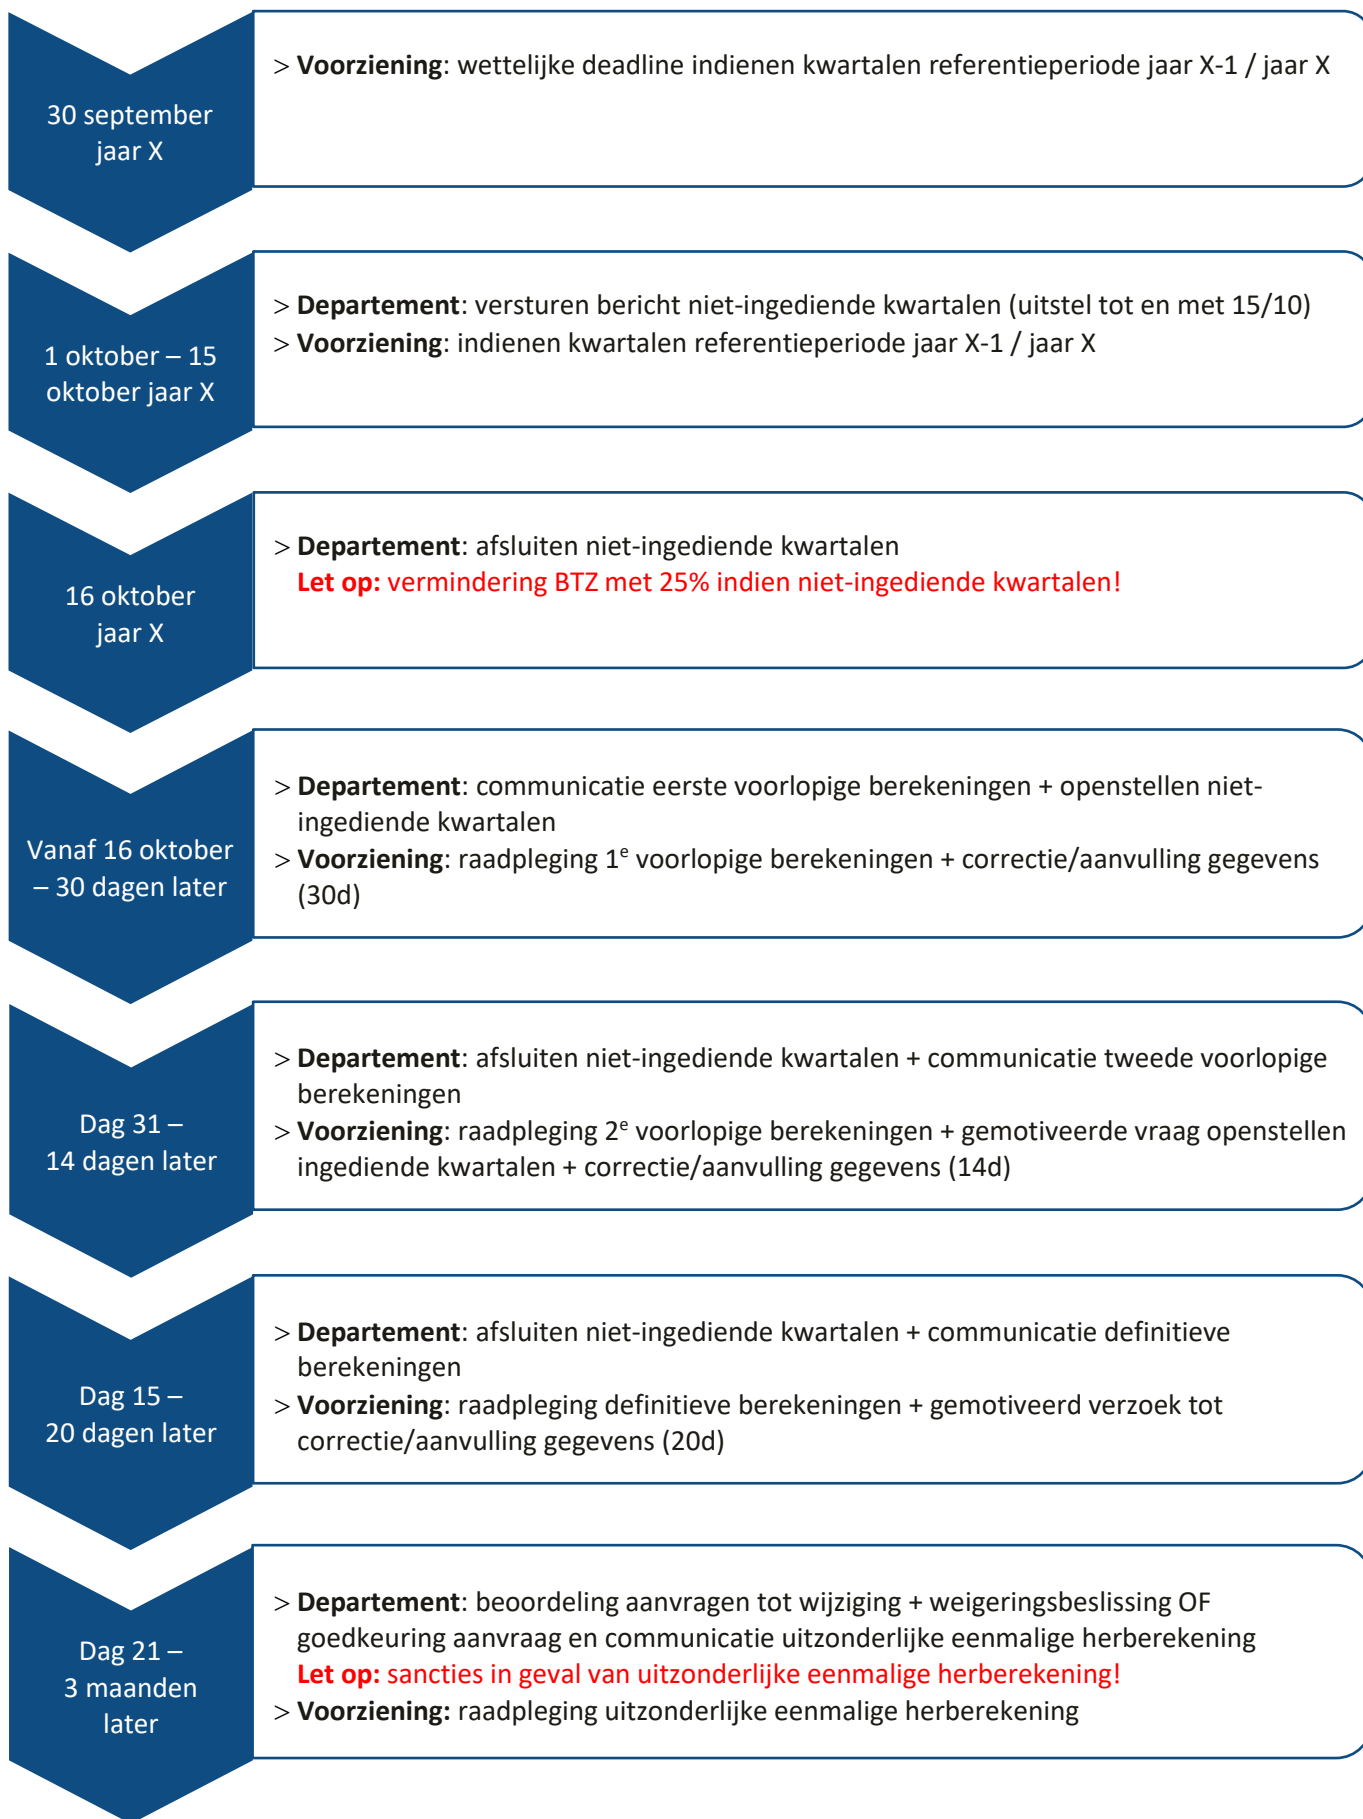 30 september
jaar X
> Voorziening: wettelijke deadline indienen kwartalen referentieperiode jaar X-1 / jaar X
1 oktober – 15
oktober jaar X
> Departement: versturen bericht niet-ingediende kwartalen (uitstel tot en met 15/10)
> Voorziening: indienen kwartalen referentieperiode jaar X-1 / jaar X
16 oktober
jaar X
> Departement: afsluiten niet-ingediende kwartalen
Let op: vermindering BTZ met 25% indien niet-ingediende kwartalen!
Vanaf 16 oktober
– 30 dagen later
> Departement: communicatie eerste voorlopige berekeningen + openstellen niet-
ingediende kwartalen
> Voorziening: raadpleging 1e voorlopige berekeningen + correctie/aanvulling gegevens
(30d)
Dag 31 –
14 dagen later
> Departement: afsluiten niet-ingediende kwartalen + communicatie tweede voorlopige
berekeningen
> Voorziening: raadpleging 2e voorlopige berekeningen + gemotiveerde vraag openstellen
ingediende kwartalen + correctie/aanvulling gegevens (14d)
Dag 15 –
20 dagen later
> Departement: afsluiten niet-ingediende kwartalen + communicatie definitieve
berekeningen
> Voorziening: raadpleging definitieve berekeningen + gemotiveerd verzoek tot
correctie/aanvulling gegevens (20d)
Dag 21 –
3 maanden
later
> Departement: beoordeling aanvragen tot wijziging + weigeringsbeslissing OF
goedkeuring aanvraag en communicatie uitzonderlijke eenmalige herberekening
Let op: sancties in geval van uitzonderlijke eenmalige herberekening!
> Voorziening: raadpleging uitzonderlijke eenmalige herberekening